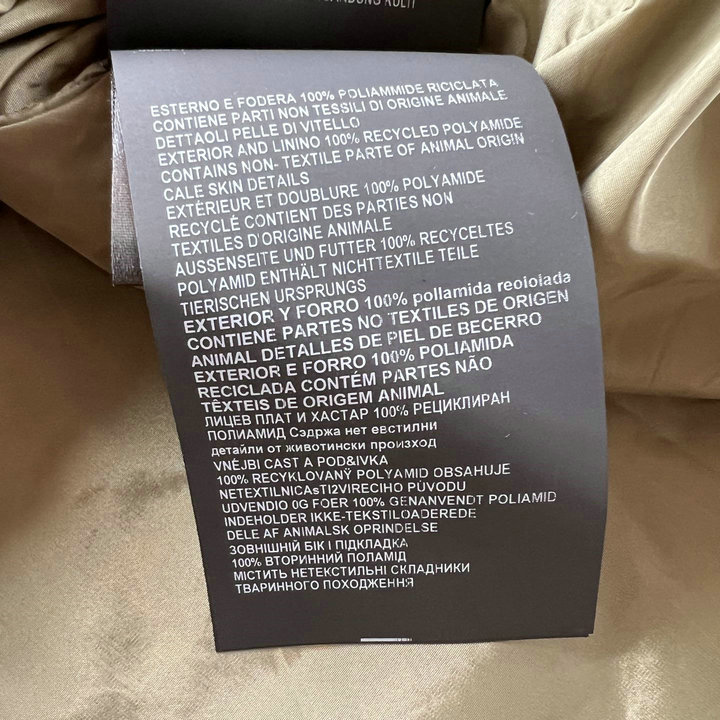 ESTERNO E FODERA 100% POLIAMMIDE RICICLATA
CONTIENE PARTI NON TESSILI DI ORIGINE ANIMALE
DETTAOLI PELLE DI VITELLO
EXTERIOR AND LININO 100% RECYCLED POLYAMIDE
CONTAINS NON-TEXTILE PARTE OF ANIMAL ORIGIN
CALE SKIN DETAILS
EXTÉRIEUR ET DOUBLURE 100% POLYAMIDE
RECYCLÉ CONTIENT DES PARTIES NON
TEXTILES D'ORIGINE ANIMALE
AUSSENSEITE UND FUTTER 100% RECYCELTES
POLYAMID ENTHÄLT NICHTTEXTILE TEILE
TIERISCHEN URSPRUNGS
EXTERIOR Y FORRO 100% pollamida reoloiada
CONTIENE PARTES NO TEXTILES DE ORIGEN
ANIMAL DETALLES DE PIEL DE BECERRO
EXTERIOR E FORRO 100% POLIAMIDA
RECICLADA CONTÉM PARTES NÃO
TÊXTEIS DE ORIGEM ANIMAL
ЛИЦЕВ ПЛАТ И ХАСТАР 100% РЕЦИКЛИРАН
ПОЛИАМИД Сэдржа нет евстилни
детайли от животински произход
VNÉJBI CAST A POD&IVKA
100% RECYKLOVANÝ POLYAMID OBSAHUJE
NETEXTILNICAsTI2VIRECIHO PŮVODU
UDVENDIO 0G FOER 100% GENANVENDT POLIAMID
INDEHOLDER IKKE-TEKSTILOADEREDE
DELE AF ANIMALSK OPRINDELSE
ЗОВНІШНІЙ БІК І ПІДКЛАДКА
100% ВТОРИННИЙ ПОЛАМІД
МІСТИТЬ НЕТЕКСТИЛЬНІ СКЛАДНИКИ
ТВАРИННОГО ПОХОДЖЕННЯ